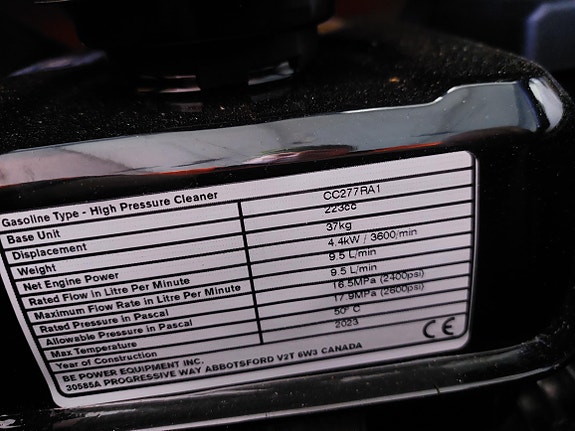 Gasoline Type - High Pressure Cleaner
Base Unit CC277RA1
Displacement 223cc
Weight 37kg
Net Engine Power 4.4kW / 3600/min
Rated Flow in Litre Per Minute 9.5 L/min
Maximum Flow Rate in Litre Per Minute 9.5 L/min
Rated Pressure in Pascal 16.5MPa (2400psi)
Allowable Pressure in Pascal 17.9MPa (2600psi)
Max Temperature 50° C
Year of Construction 2023
BE POWER EQUIPMENT INC.
30585A PROGRESSIVE WAY ABBOTSFORD V2T 6W3 CANADA
CE